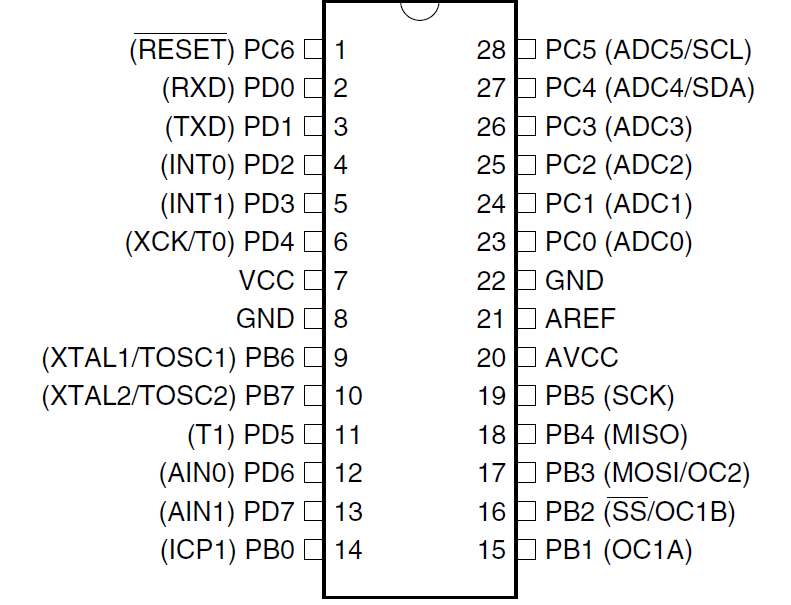 (RESET) PC6 1 28 PC5 (ADC5/SCL)
(RXD) PD0 2 27 PC4 (ADC4/SDA)
(TXD) PD1 3 26 PC3 (ADC3)
(INT0) PD2 4 25 PC2 (ADC2)
(INT1) PD3 5 24 PC1 (ADC1)
(XCK/T0) PD4 6 23 PC0 (ADC0)
VCC 7 22 GND
GND 8 21 AREF
(XTAL1/TOSC1) PB6 9 20 AVCC
(XTAL2/TOSC2) PB7 10 19 PB5 (SCK)
(T1) PD5 11 18 PB4 (MISO)
(AIN0) PD6 12 17 PB3 (MOSI/OC2)
(AIN1) PD7 13 16 PB2 (SS/OC1B)
(ICP1) PB0 14 15 PB1 (OC1A)